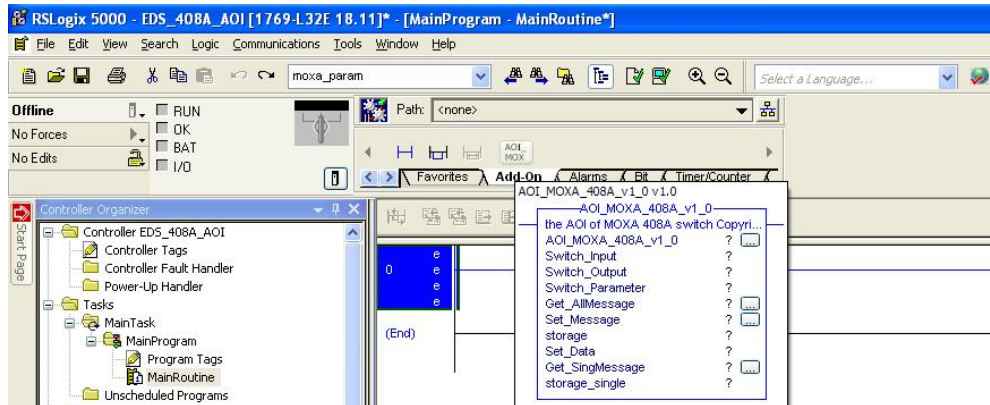 RSLogix 5000 - EDS_408A_AOI [1769-L32E 18.11]* - [MainProgram - MainRoutine*]
File Edit View Search Logic Communications Tools Window Help
moxa_param
Select a Language...
Offline
RUN
Path: <none>
No Forces
OK
No Edits
BAT
I/O
AOI_
MOX
Favorites Add-On Alarms Bit Timer/Counter
AOI_MOXA_408A_v1_0 v1.0
Controller Organizer
Start Page
Controller EDS_408A_AOI
Controller Tags
Controller Fault Handler
Power-Up Handler
Tasks
MainTask
MainProgram
Program Tags
MainRoutine
Unscheduled Programs
0
e
e
e
e
(End)
AOI_MOXA_408A_v1_0
the AOI of MOXA 408A switch Copyri...
AOI_MOXA_408A_v1_0 ? ...
Switch_Input ?
Switch_Output ?
Switch_Parameter ?
Get_AllMessage ? ...
Set_Message ? ...
storage ?
Set_Data ?
Get_SingMessage ? ...
storage_single ?